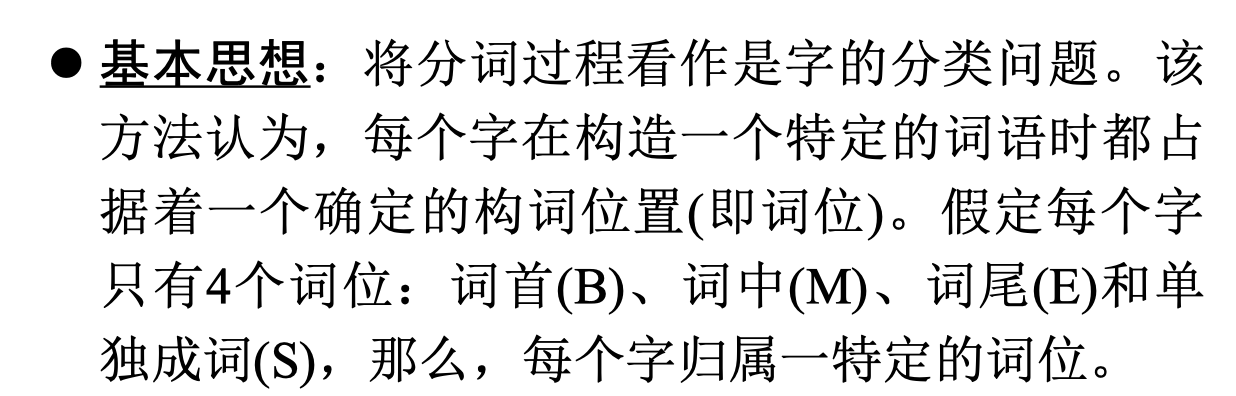 ● 基本思想：将分词过程看作是字的分类问题。该
方法认为，每个字在构造一个特定的词语时都占
据着一个确定的构词位置(即词位)。假定每个字
只有4个词位：词首(B)、词中(M)、词尾(E)和单
独成词(S)，那么，每个字归属一特定的词位。